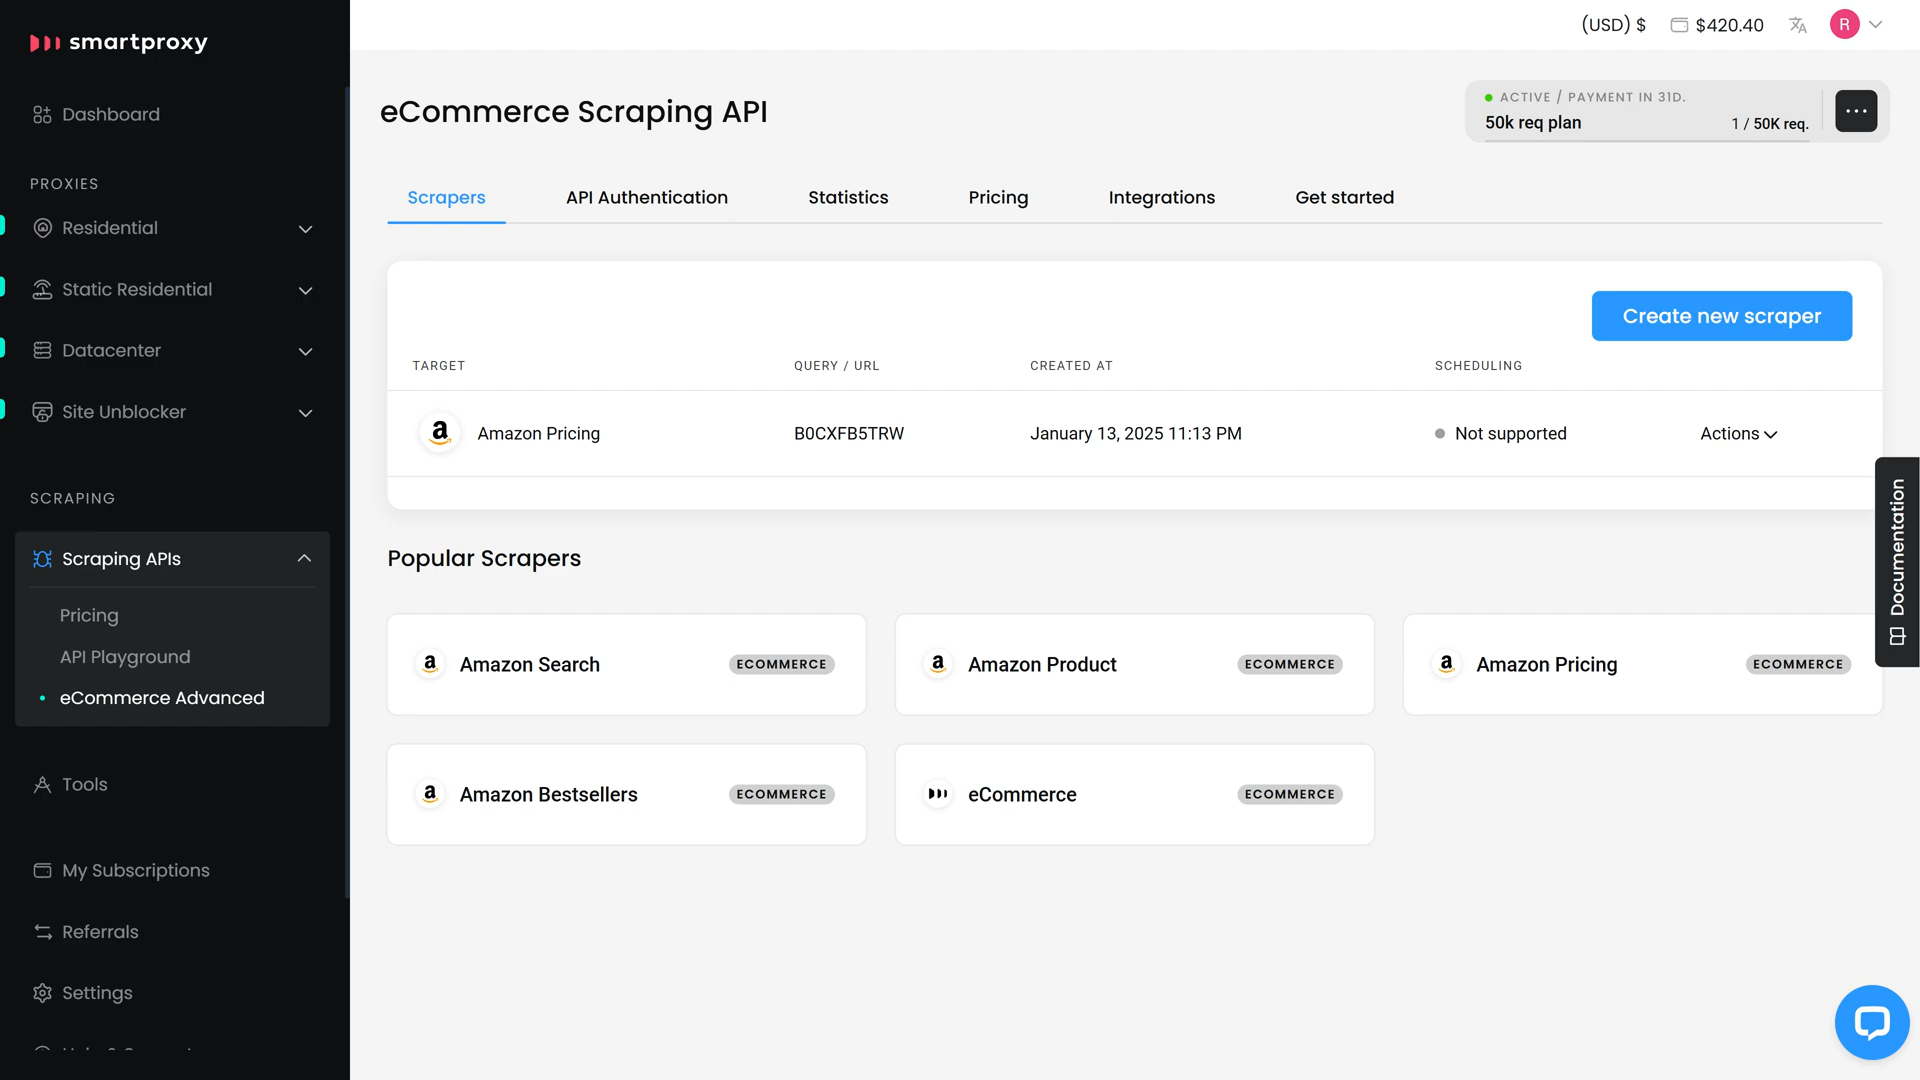 smartproxy
(USD) $
$420.40
R
Dashboard
PROXIES
Residential
Static Residential
Datacenter
Site Unblocker
SCRAPING
Scraping APIs
Pricing
API Playground
eCommerce Advanced
Tools
My Subscriptions
Referrals
Settings
eCommerce Scraping API
ACTIVE / PAYMENT IN 31D.
50k req plan
1 / 50K req.
Scrapers
API Authentication
Statistics
Pricing
Integrations
Get started
Create new scraper
TARGET
QUERY / URL
CREATED AT
SCHEDULING
a
Amazon Pricing
B0CXFB5TRW
January 13, 2025 11:13 PM
Not supported
Actions
Popular Scrapers
a
Amazon Search
ECOMMERCE
a
Amazon Product
ECOMMERCE
a
Amazon Pricing
ECOMMERCE
a
Amazon Bestsellers
ECOMMERCE
eCommerce
ECOMMERCE
Documentation